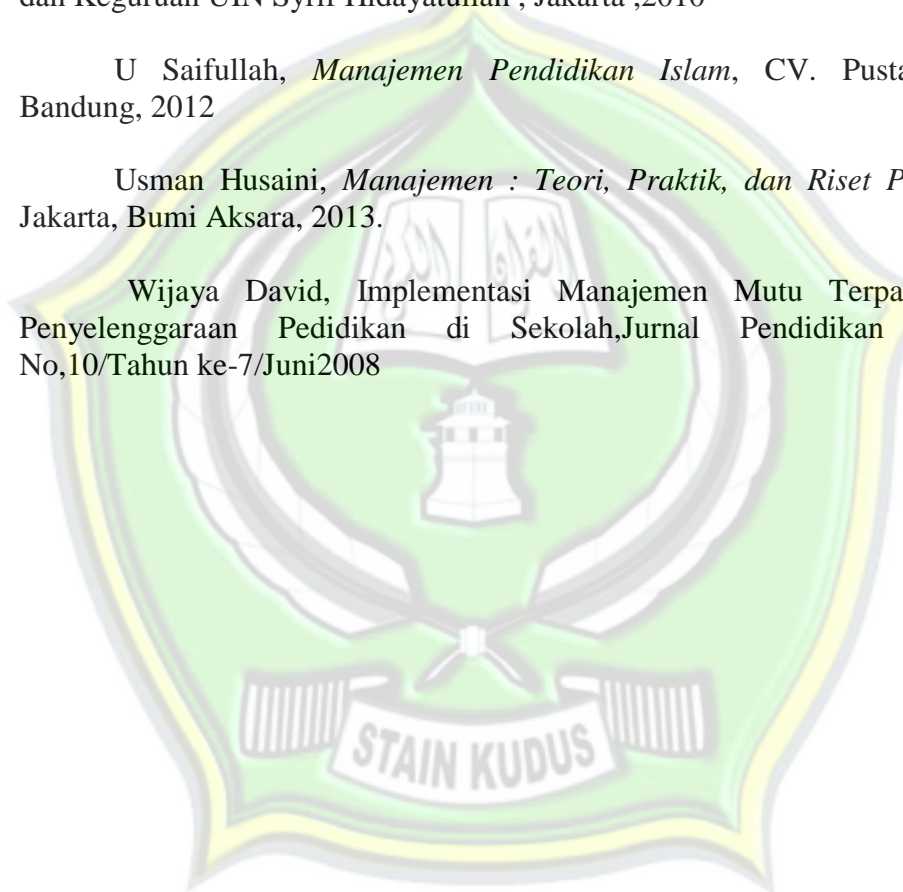 dan Keguruan UIN Syrif Hidayatullah , Jakarta ,2010
U Saifullah, Manajemen Pendidikan Islam, CV.
Bandung, 2012
Usman Husaini, Manajemen : Teori, Praktik, dan Riset
Jakarta, Bumi Aksara, 2013.
Wijaya David, Implementasi Manajemen Mutu
Penyelenggaraan Pedidikan di Sekolah,Jurnal Pendidikan
No,10/Tahun ke-7/Juni2008
STAIN KUDUS